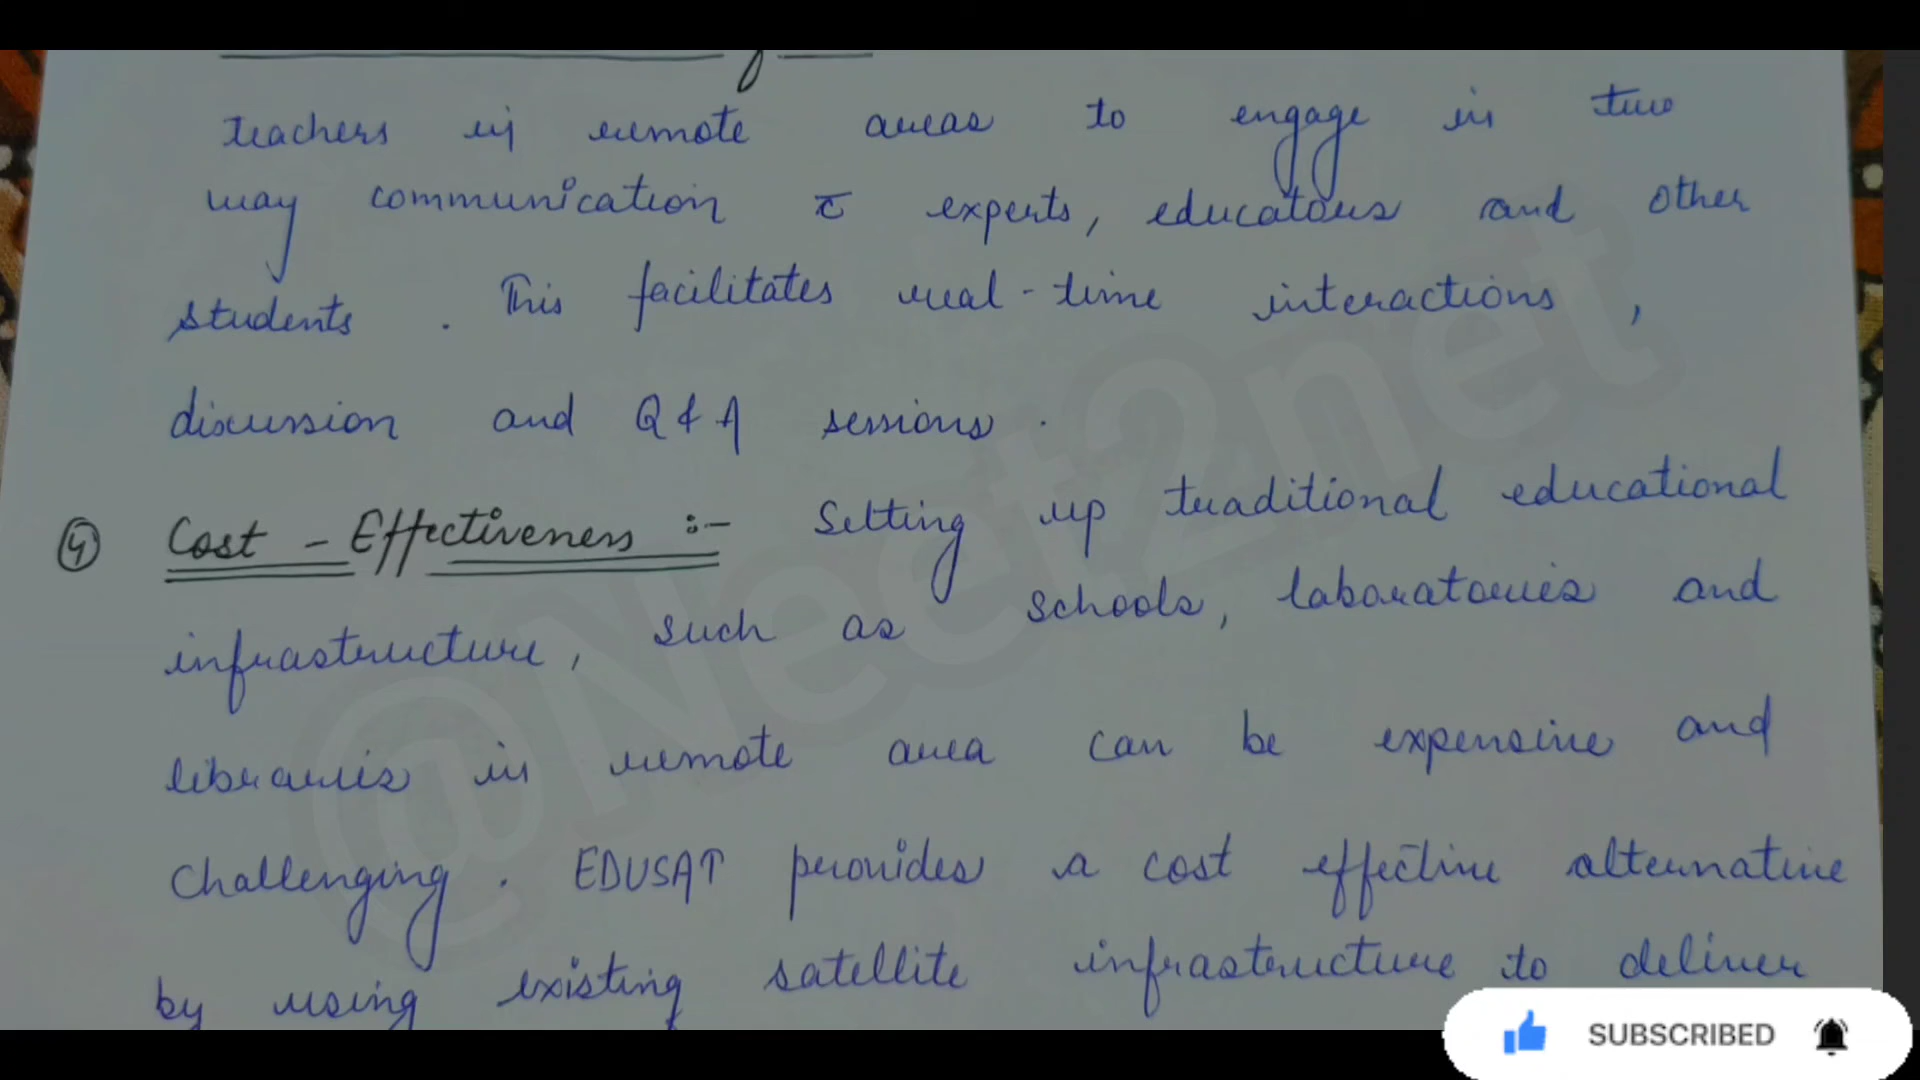 teachers in remote areas to engage in two
way communication c̄ experts, educators and other
students . This facilitates real - time interactions ,
discussion and Q & A sessions .
④ Cost - Effectiveness :- Setting up traditional educational
infrastructure, such as schools, laboratories and
libraries in remote area can be expensive and
challenging . EDUSAT provides a cost effective alternative
by using existing satellite infrastructure to deliver
@Neet2net
SUBSCRIBED